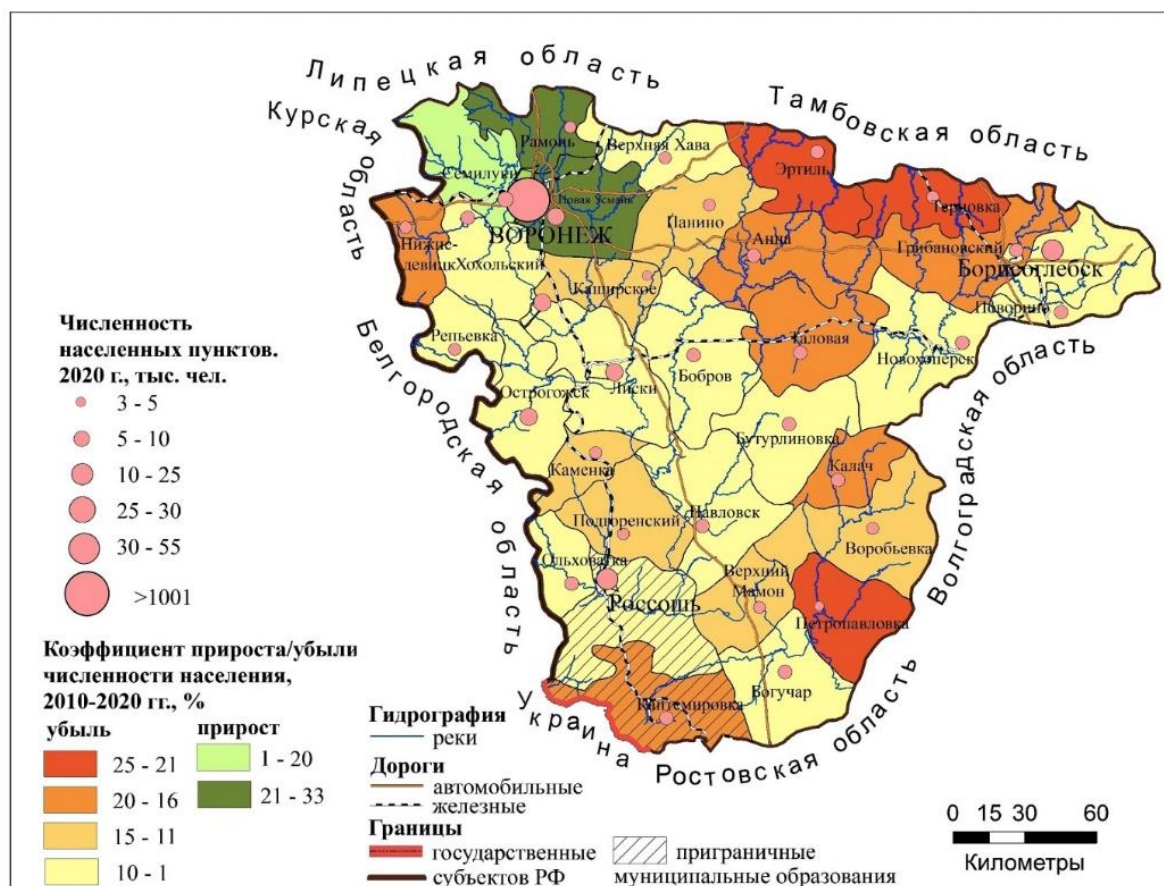 Липецкая область
Курская область
Тамбовская область
Рамонь
Верхняя Хава
Эртиль
Семилуки
Терновка
Новая Усмань
Панино
ВОРОНЕЖ
Анна
Грибановский
Нижне-
девицк
Хохольский
Борисоглебск
Каширское
Поворино
Репьевка
Таловая
Новохоперск
Бобров
Лиски
Острогожск
Бутурлиновка
Белгородская область
Волгоградская область
Каменка
Калач
Павловск
Подгоренский
Воробьевка
Ольховатка
Верхний
Мамон
Россошь
Петропавловка
Богучар
Кантемировка
Украина
Ростовская область
Численность
населенных пунктов.
2020 г., тыс. чел.
3 - 5
5 - 10
10 - 25
25 - 30
30 - 55
>1001
Коэффициент прироста/убыли
численности населения,
2010-2020 гг., %
убыль
прирост
25 - 21
20 - 16
15 - 11
10 - 1
1 - 20
21 - 33
Гидрография
реки
Дороги
автомобильные
железные
Границы
государственные
субъектов РФ
приграничные
муниципальные образования
0 15 30 60
Километры